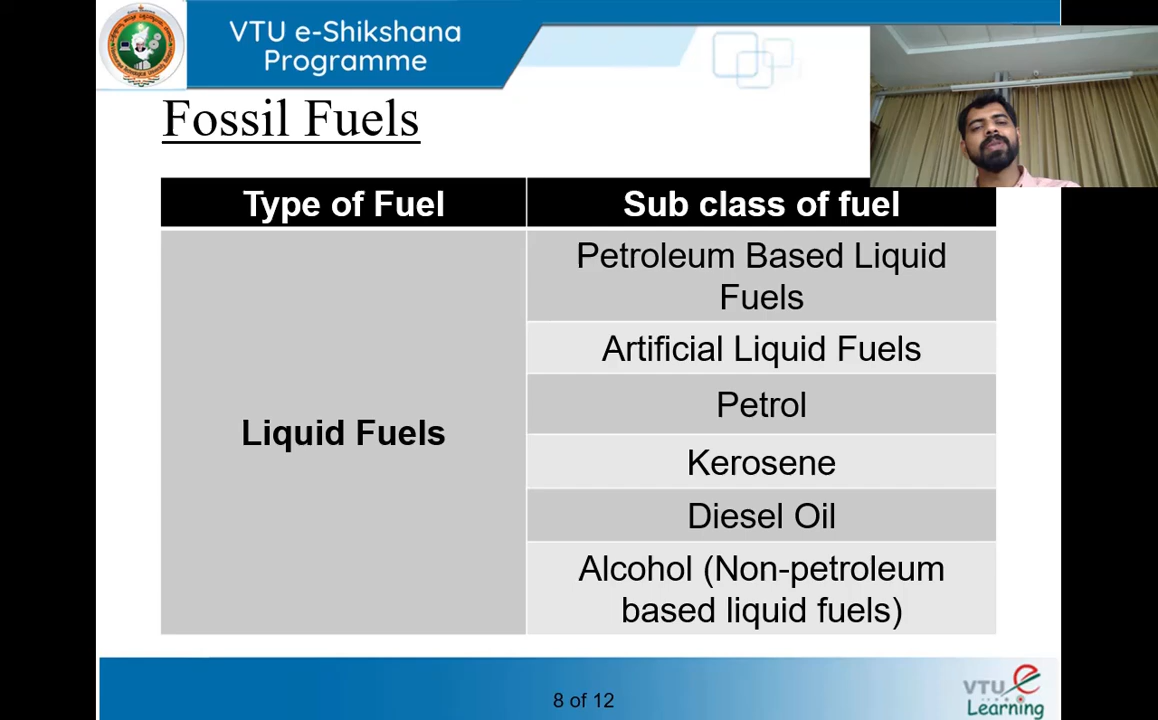 VTU e-Shikshana
Programme
Fossil Fuels
Type of Fuel
Sub class of fuel
Petroleum Based Liquid
Fuels
Artificial Liquid Fuels
Petrol
Liquid Fuels
Kerosene
Diesel Oil
Alcohol (Non-petroleum
based liquid fuels)
8 of 12
VTU e
Learning